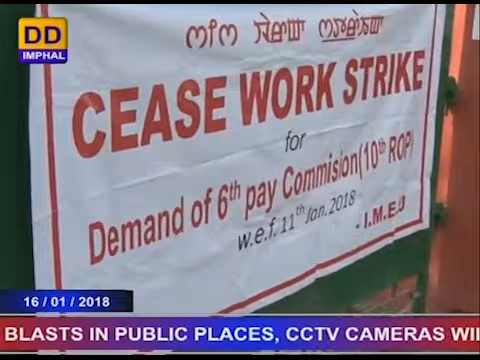 DD
IMPHAL
CEASE WORK STRIKE
for
Demand of 6th pay Commision(10th ROP)
w.e.f. 11th Jan. 2018
- I.M.E.U
16 / 01 / 2018
BLASTS IN PUBLIC PLACES, CCTV CAMERAS WIL